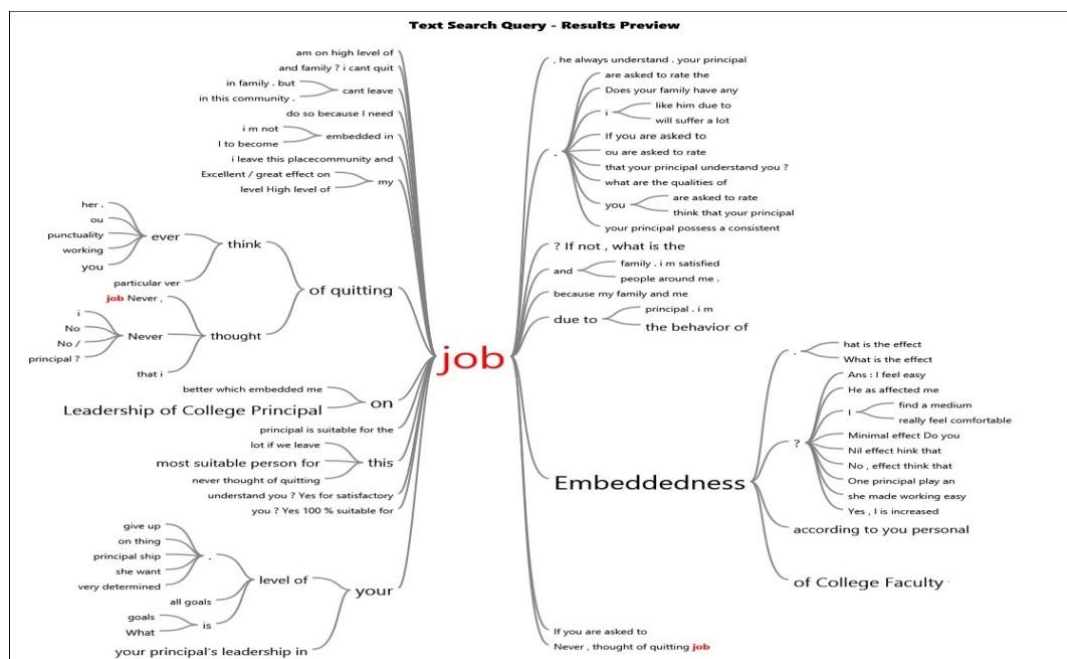 Text Search Query - Results Preview
am on high level of
and family ? i cant quit
in family . but
in this community .
cant leave
do so because I need
i m not
I to become
embedded in
i leave this placecommunity and
Excellent / great effect on
level High level of
my
her .
ou
punctuality
working
you
ever
particular ver
think
job Never ,
i
No
No /
principal ?
Never
that i
thought
of quitting
better which embedded me
Leadership of College Principal
on
principal is suitable for the
lot if we leave
most suitable person for
never thought of quitting
this
understand you ? Yes for satisfactory
you ? Yes 100 % suitable for
give up
on thing
principal ship
she want
very determined
.
all goals
goals
What
is
level of
your principal's leadership in
your
job
, he always understand . your principal
.
are asked to rate the
Does your family have any
i
like him due to
will suffer a lot
If you are asked to
ou are asked to rate
that your principal understand you ?
what are the qualities of
you
are asked to rate
think that your principal
your principal possess a consistent
? If not , what is the
and
family . i m satisfied
people around me .
because my family and me
due to
principal . i m
the behavior of
Embeddedness
.
hat is the effect
What is the effect
?
Ans : I feel easy
He as affected me
I
find a medium
really feel comfortable
Minimal effect Do you
Nil effect hink that
No , effect think that
One principal play an
she made working easy
Yes , I is increased
according to you personal
of College Faculty
If you are asked to
Never , thought of quitting job